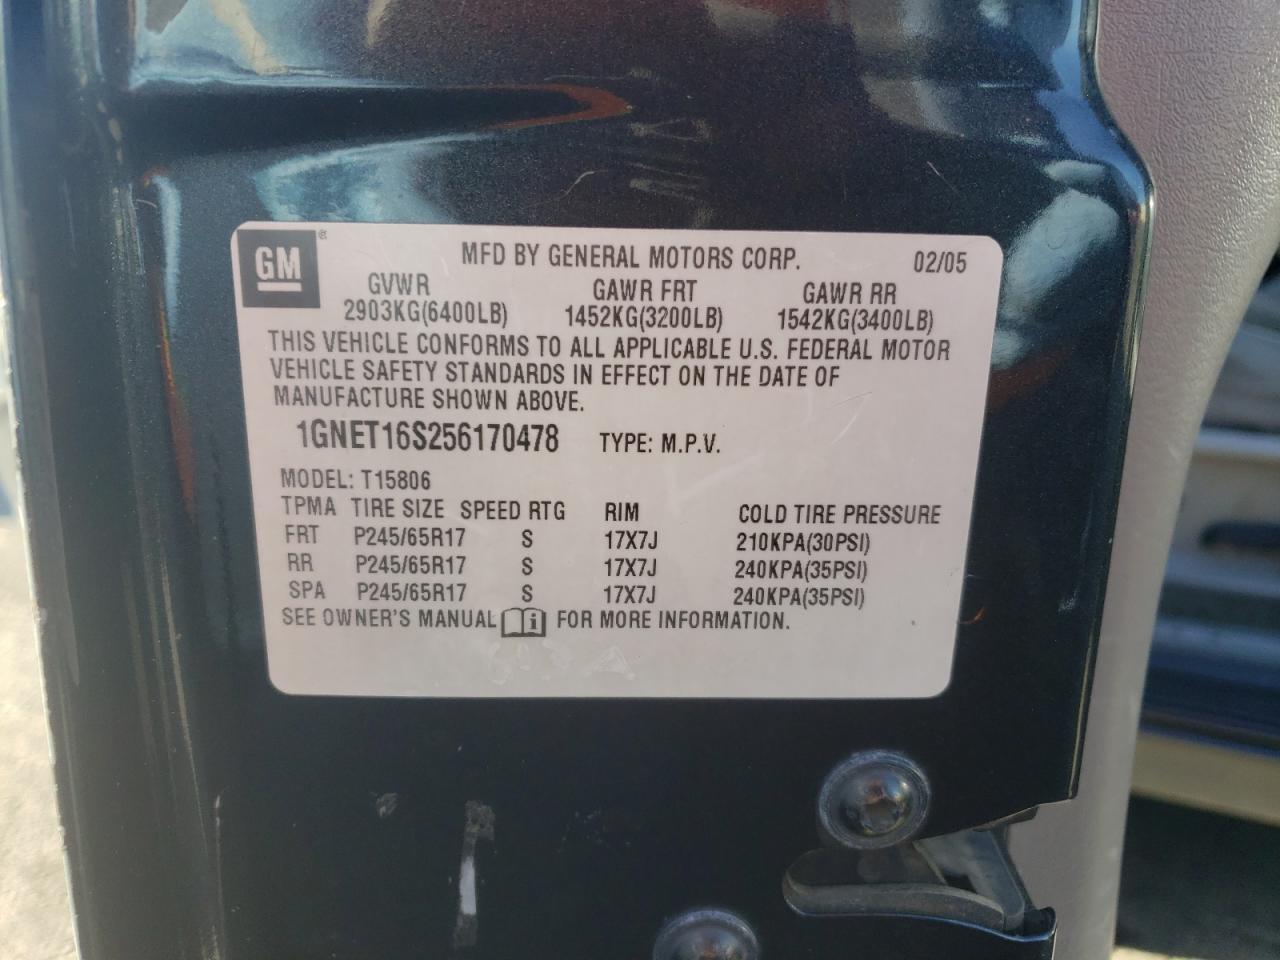 GM®
MFD BY GENERAL MOTORS CORP. 02/05
GVWR GAWR FRT GAWR RR
2903KG(6400LB) 1452KG(3200LB) 1542KG(3400LB)
THIS VEHICLE CONFORMS TO ALL APPLICABLE U.S. FEDERAL MOTOR
VEHICLE SAFETY STANDARDS IN EFFECT ON THE DATE OF
MANUFACTURE SHOWN ABOVE.
1GNET16S256170478 TYPE: M.P.V.
MODEL: T15806
TPMA TIRE SIZE SPEED RTG RIM COLD TIRE PRESSURE
FRT P245/65R17 S 17X7J 210KPA(30PSI)
RR P245/65R17 S 17X7J 240KPA(35PSI)
SPA P245/65R17 S 17X7J 240KPA(35PSI)
SEE OWNER'S MANUAL i FOR MORE INFORMATION.